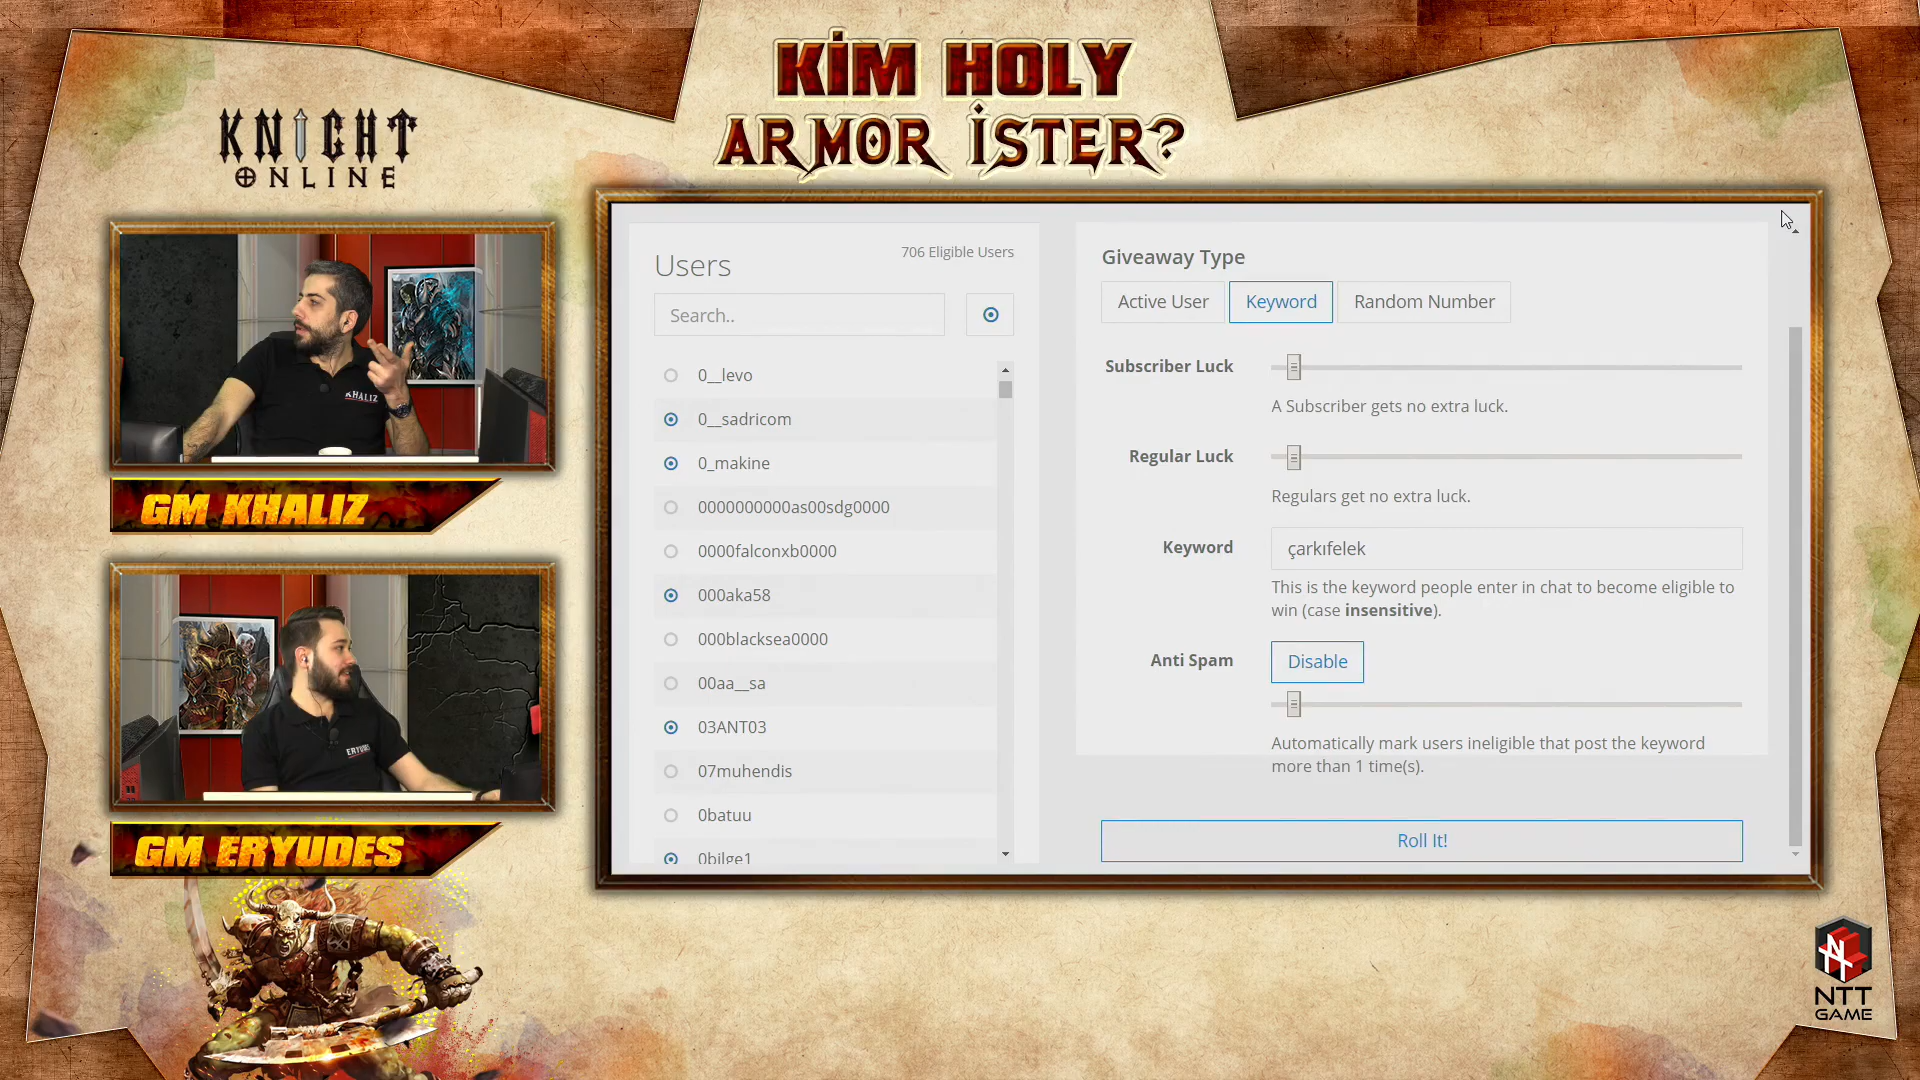 KİM HOLY
ARMOR İSTER?
KNIGHT
ONLINE
KHALIZ
GM KHALIZ
ERYUDES
GM ERYUDES
Users
706 Eligible Users
Search..
0__levo
0__sadricom
0_makine
0000000000as00sdg0000
0000falconxb0000
000aka58
000blacksea0000
00aa__sa
03ANT03
07muhendis
0batuu
0bilge1
Giveaway Type
Active User
Keyword
Random Number
Subscriber Luck
A Subscriber gets no extra luck.
Regular Luck
Regulars get no extra luck.
Keyword
çarkıfelek
This is the keyword people enter in chat to become eligible to
win (case insensitive).
Anti Spam
Disable
Automatically mark users ineligible that post the keyword
more than 1 time(s).
Roll It!
NTT
GAME